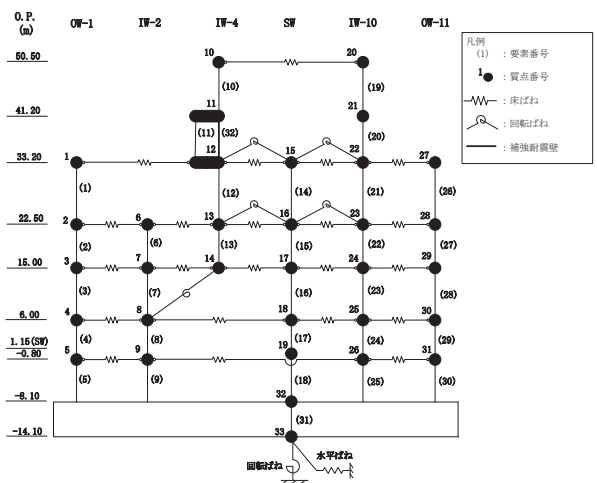 O.P.
(m)
OW-1 IW-2 IW-4 SW IW-10 OW-11
50.50
41.20
33.20
22.50
15.00
6.00
1.15(SW)
-0.80
-8.10
-14.10
10 20
(10) (19)
11 21
(11) (32) (20)
1 12 15 22 27
(1) (12) (14) (21) (26)
2 6 13 16 23 28
(2) (6) (13) (15) (22) (27)
3 7 14 17 24 29
(3) (7) (16) (23) (28)
4 8 18 25 30
(4) (8) (17) (24) (29)
19
5 9 26 31
(5) (9) (18) (25) (30)
32
(31)
33
水平ばね
回転ばね
凡例
(1) : 要素番号
1 : 質点番号
: 床ばね
: 回転ばね
: 補強耐震壁